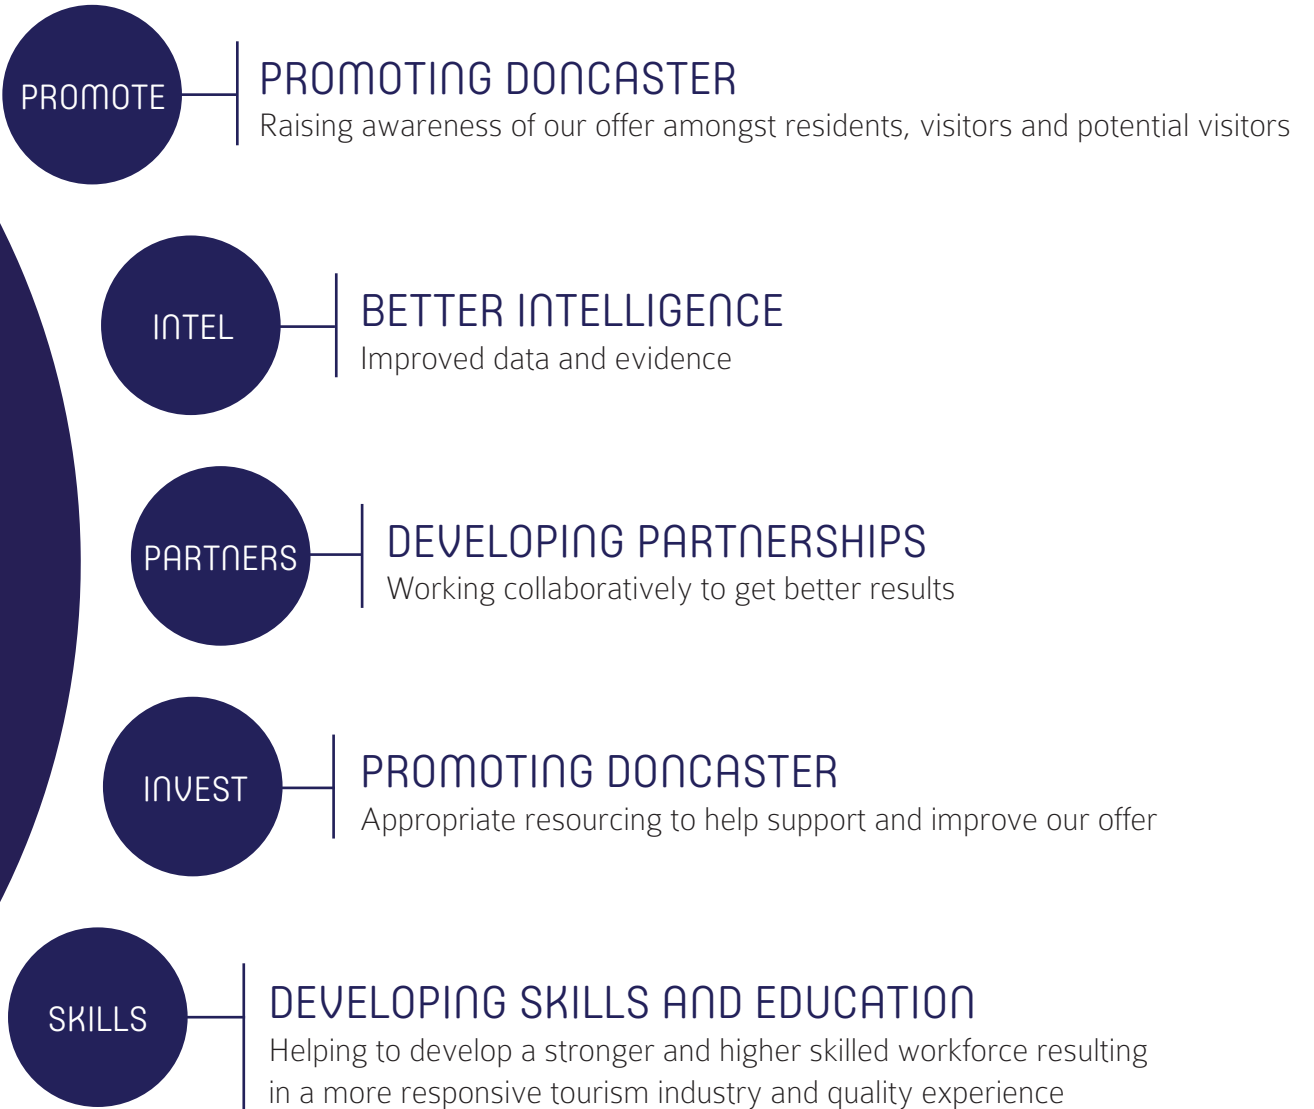 PROMOTE
PROMOTING DONCASTER
Raising awareness of our offer amongst residents, visitors and potential visitors
INTEL
BETTER INTELLIGENCE
Improved data and evidence
PARTNERS
DEVELOPING PARTNERSHIPS
Working collaboratively to get better results
INVEST
PROMOTING DONCASTER
Appropriate resourcing to help support and improve our offer
SKILLS
DEVELOPING SKILLS AND EDUCATION
Helping to develop a stronger and higher skilled workforce resulting
in a more responsive tourism industry and quality experience